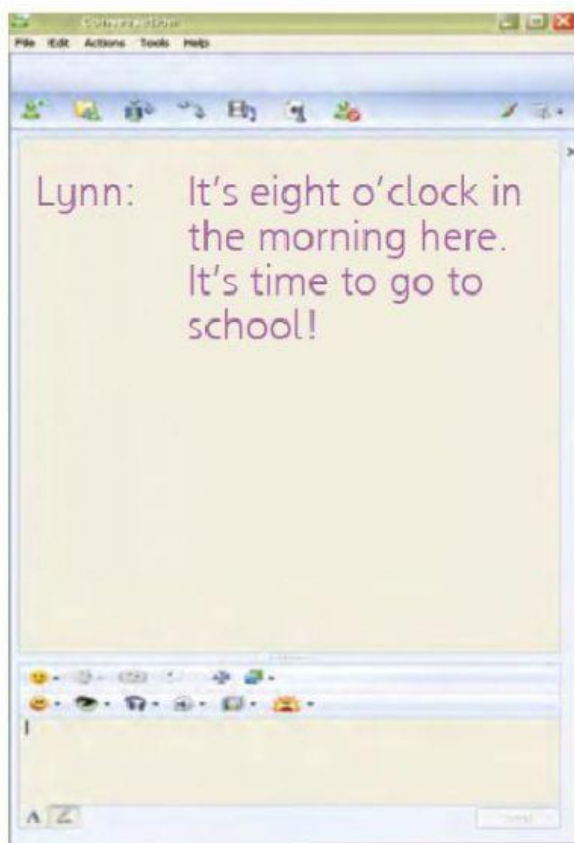 Conversation
File Edit Actions Tools Help
Lynn: It's eight o'clock in
the morning here.
It's time to go to
school!
A